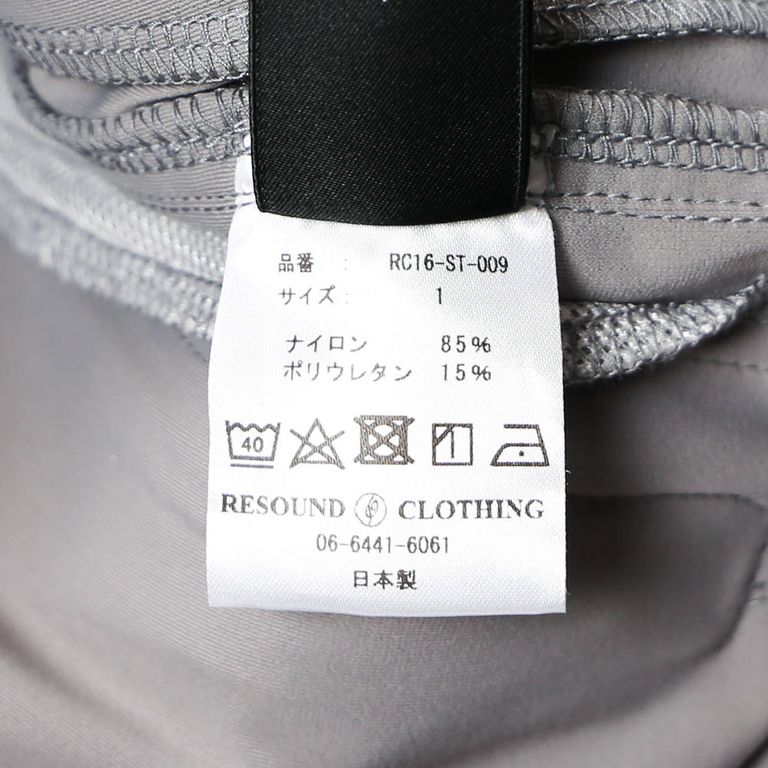 品番 : RC16-ST-009
サイズ: 1
ナイロン 85%
ポリウレタン 15%
40
RESOUND CLOTHING
06-6441-6061
日本製